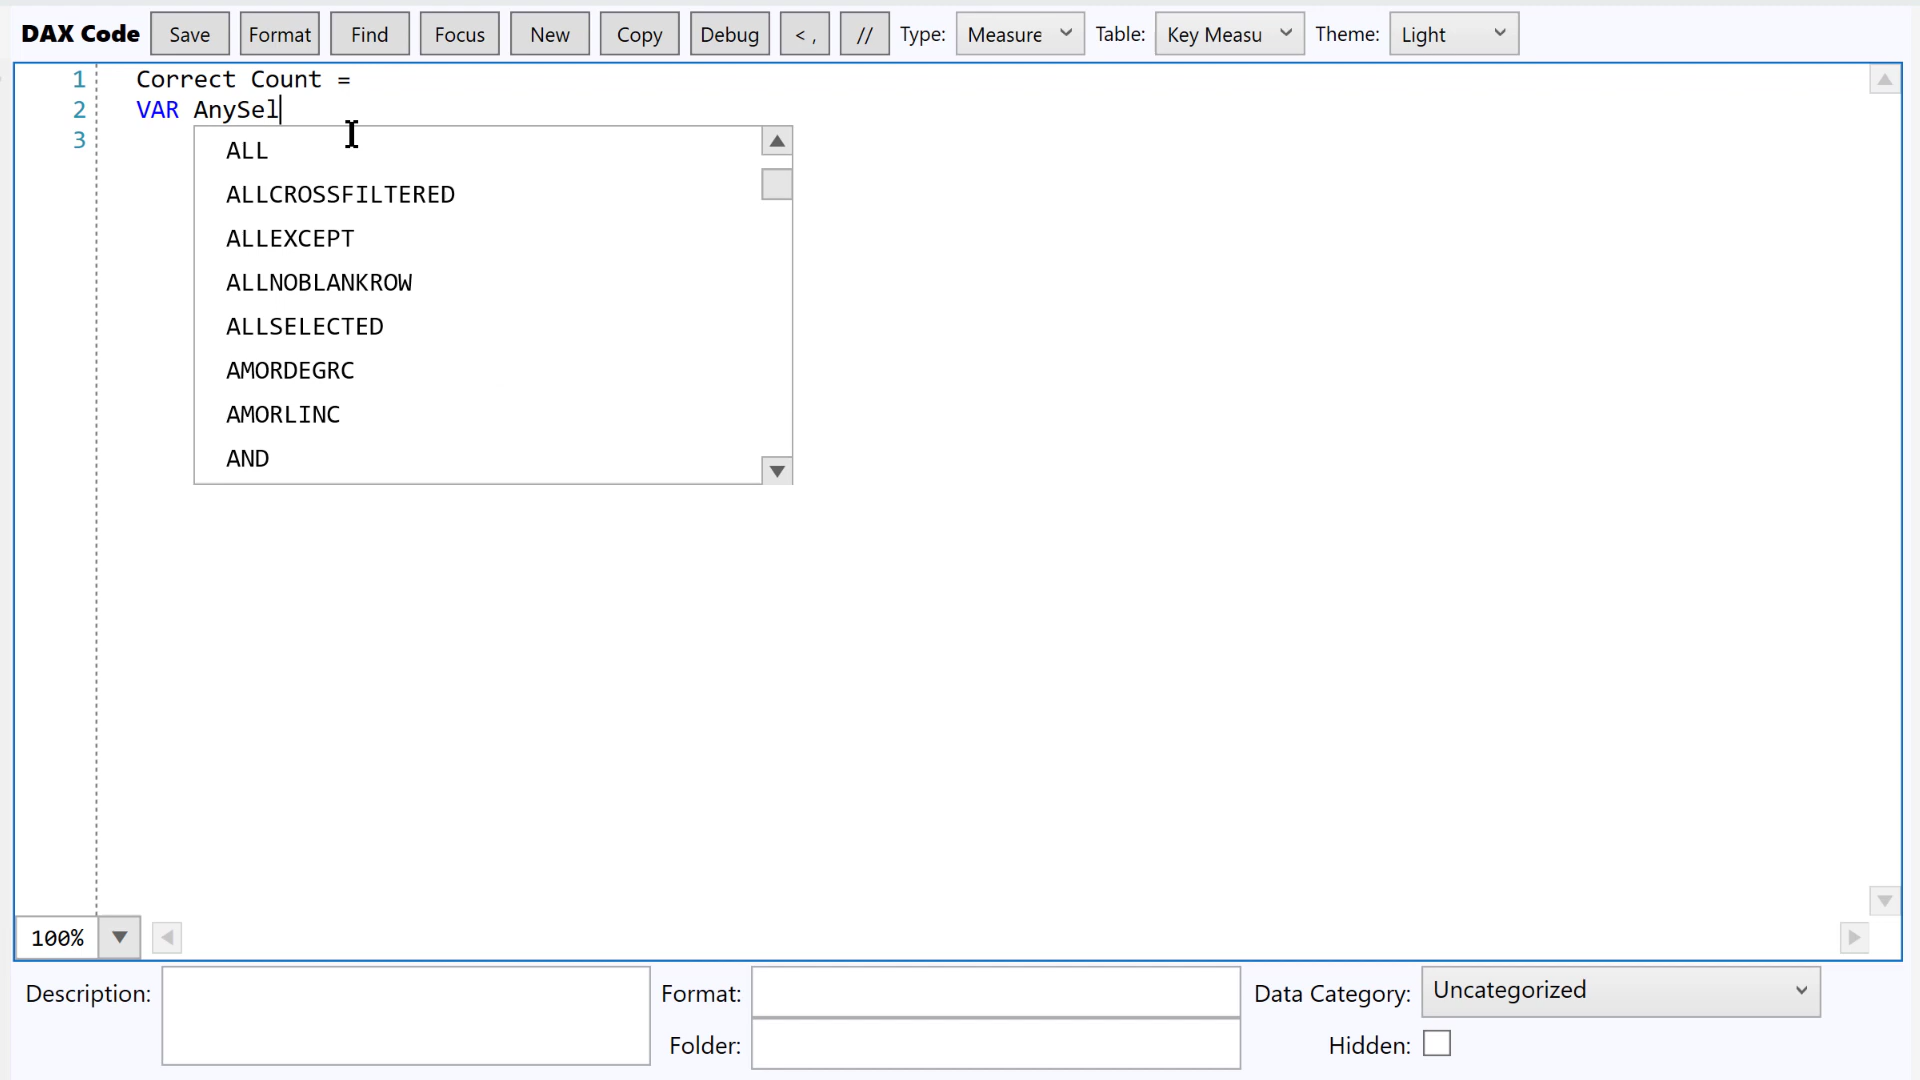 DAX Code Save Format Find Focus New Copy Debug < , // Type: Measure Table: Key Measu Theme: Light
1 Correct Count =
2 VAR AnySel
3
ALL
ALLCROSSFILTERED
ALLEXCEPT
ALLNOBLANKROW
ALLSELECTED
AMORDEGRC
AMORLINC
AND
100%
Description: Format: Data Category: Uncategorized
Folder: Hidden: